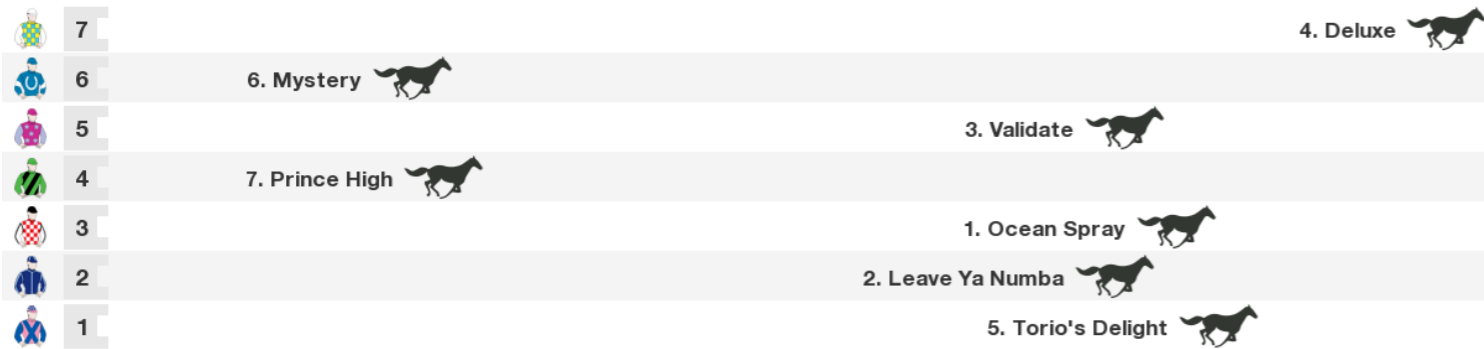 7 4. Deluxe
6 6. Mystery
5 3. Validate
4 7. Prince High
3 1. Ocean Spray
2 2. Leave Ya Numba
1 5. Torio's Delight